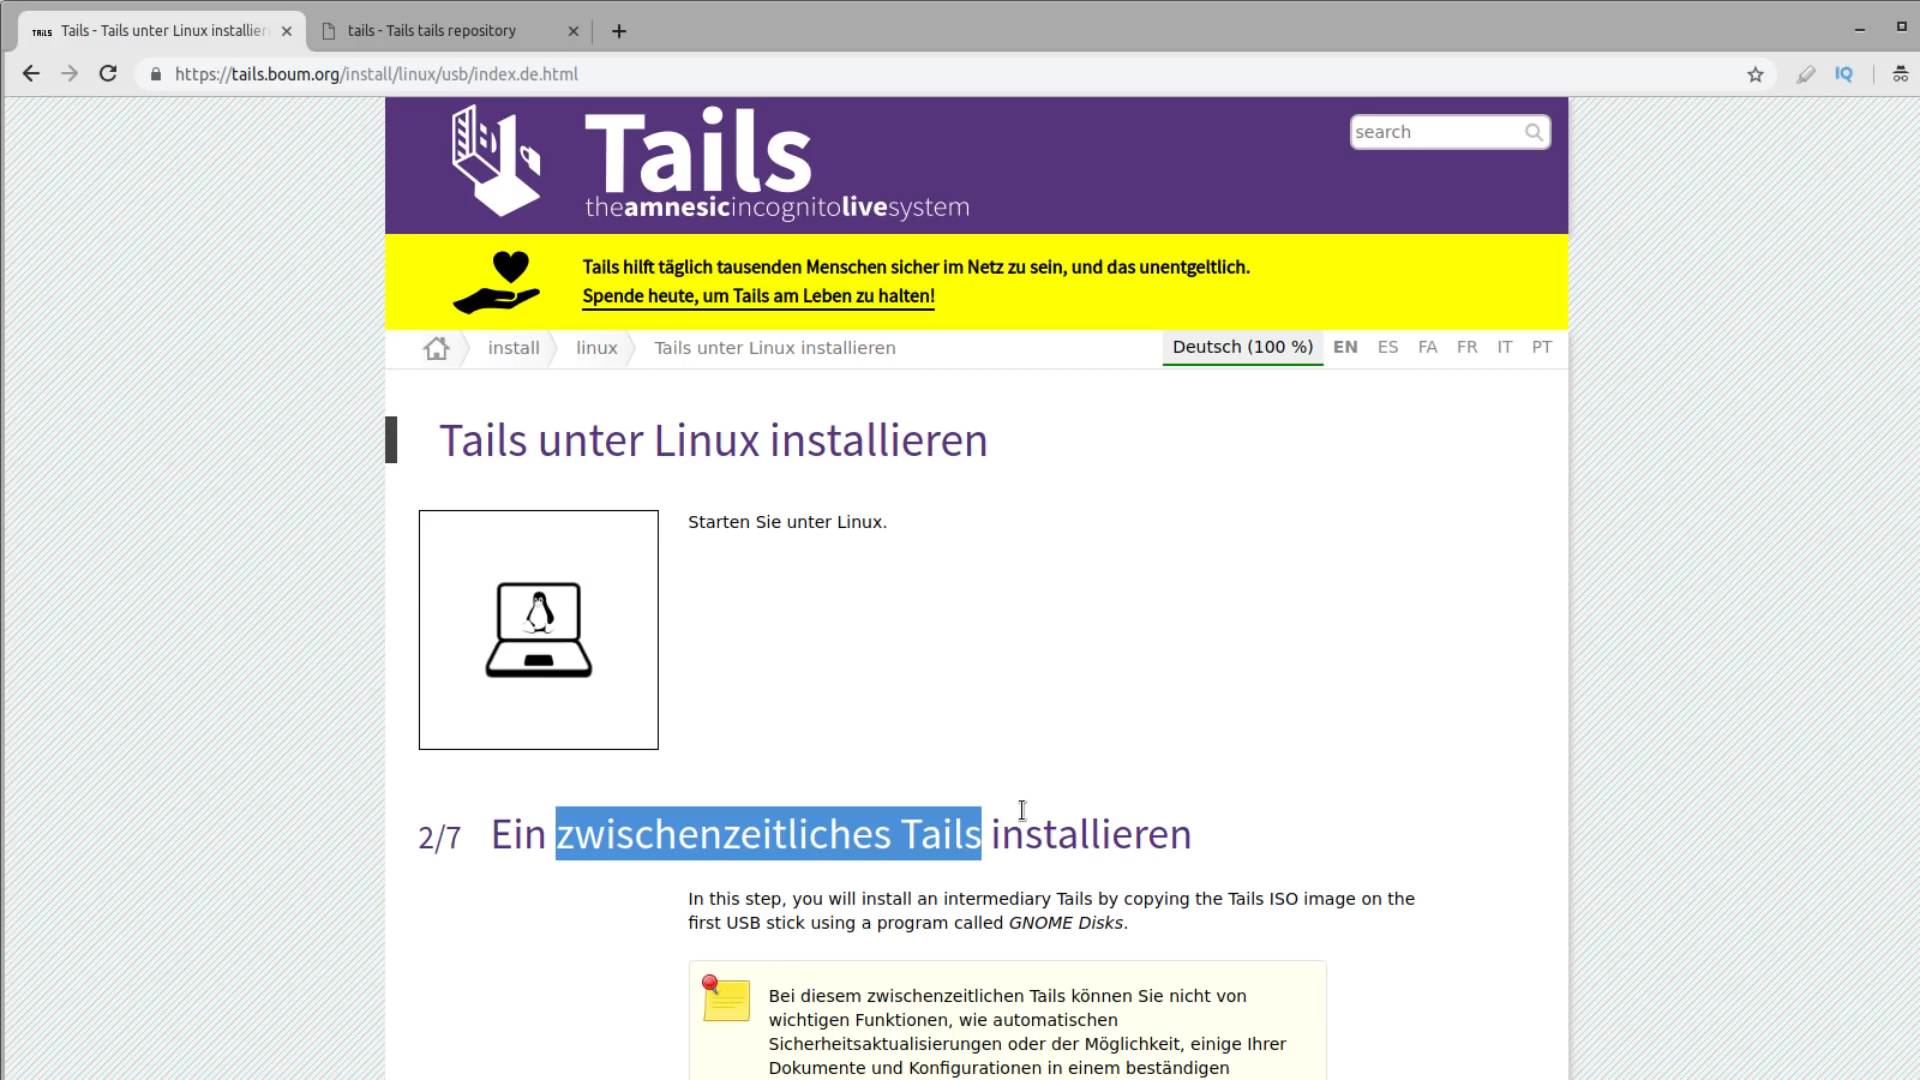 TAILS Tails - Tails unter Linux installier
tails - Tails tails repository
https://tails.boum.org/install/linux/usb/index.de.html
IQ
Tails
theamnesicincognitolivesystem
search
Tails hilft täglich tausenden Menschen sicher im Netz zu sein, und das unentgeltlich.
Spende heute, um Tails am Leben zu halten!
install linux Tails unter Linux installieren
Deutsch (100 %) EN ES FA FR IT PT
Tails unter Linux installieren
Starten Sie unter Linux.
2/7 Ein zwischenzeitliches Tails installieren
In this step, you will install an intermediary Tails by copying the Tails ISO image on the
first USB stick using a program called GNOME Disks.
Bei diesem zwischenzeitlichen Tails können Sie nicht von
wichtigen Funktionen, wie automatischen
Sicherheitsaktualisierungen oder der Möglichkeit, einige Ihrer
Dokumente und Konfigurationen in einem beständigen